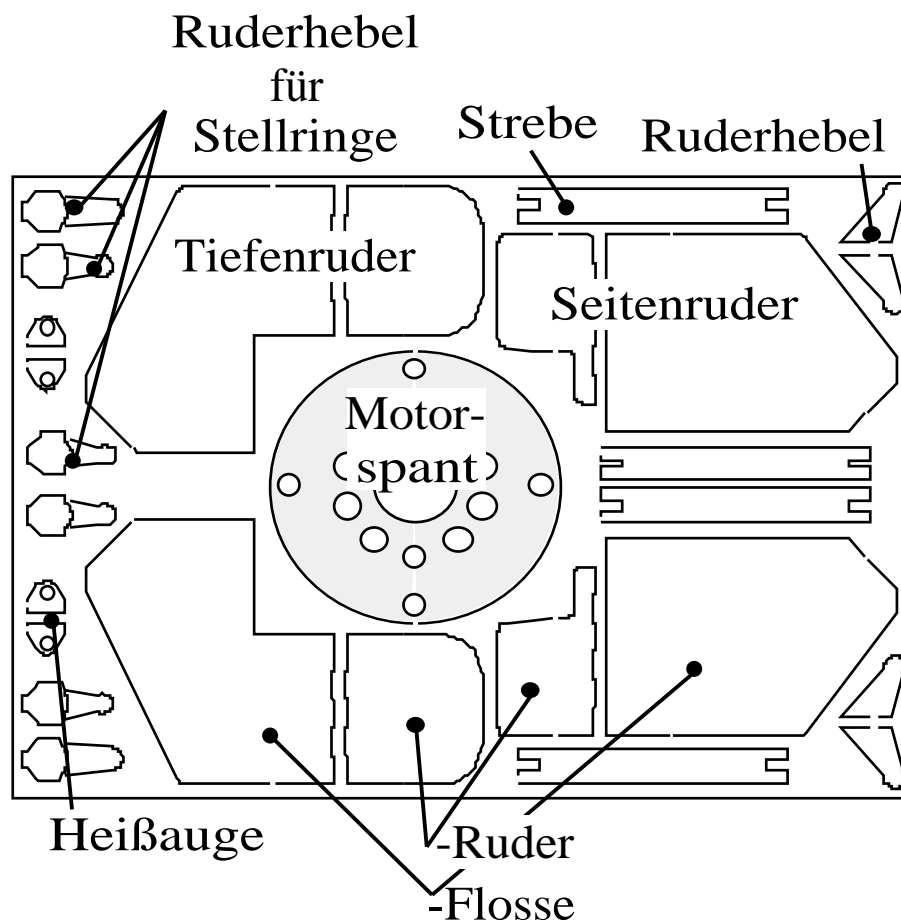 Ruderhebel
für
Stellringe
Strebe
Ruderhebel
Tiefenruder
Seitenruder
Motor-
spant
Heißauge
-Ruder
-Flosse